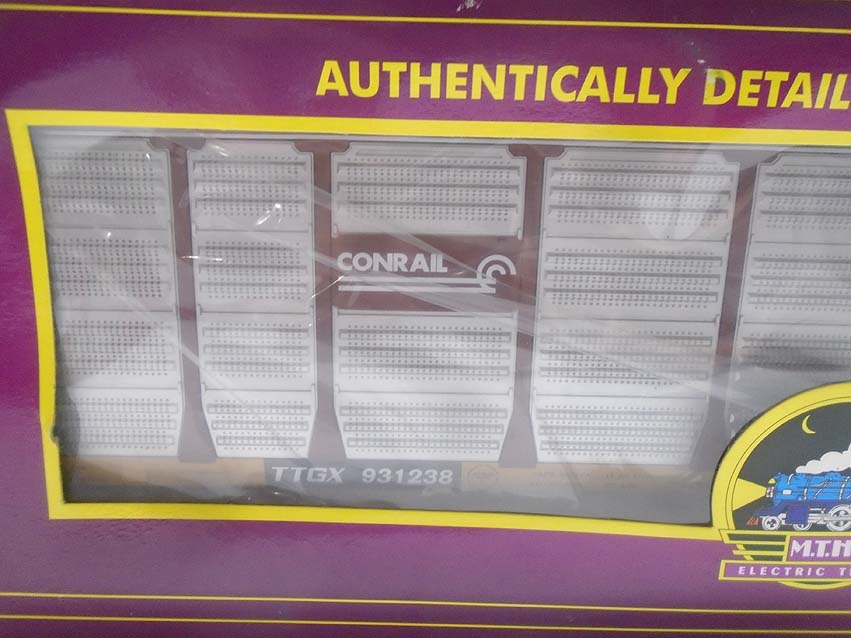 AUTHENTICALLY DETAIL
CONRAIL
TTGX 931238
M.T.H
ELECTRIC T